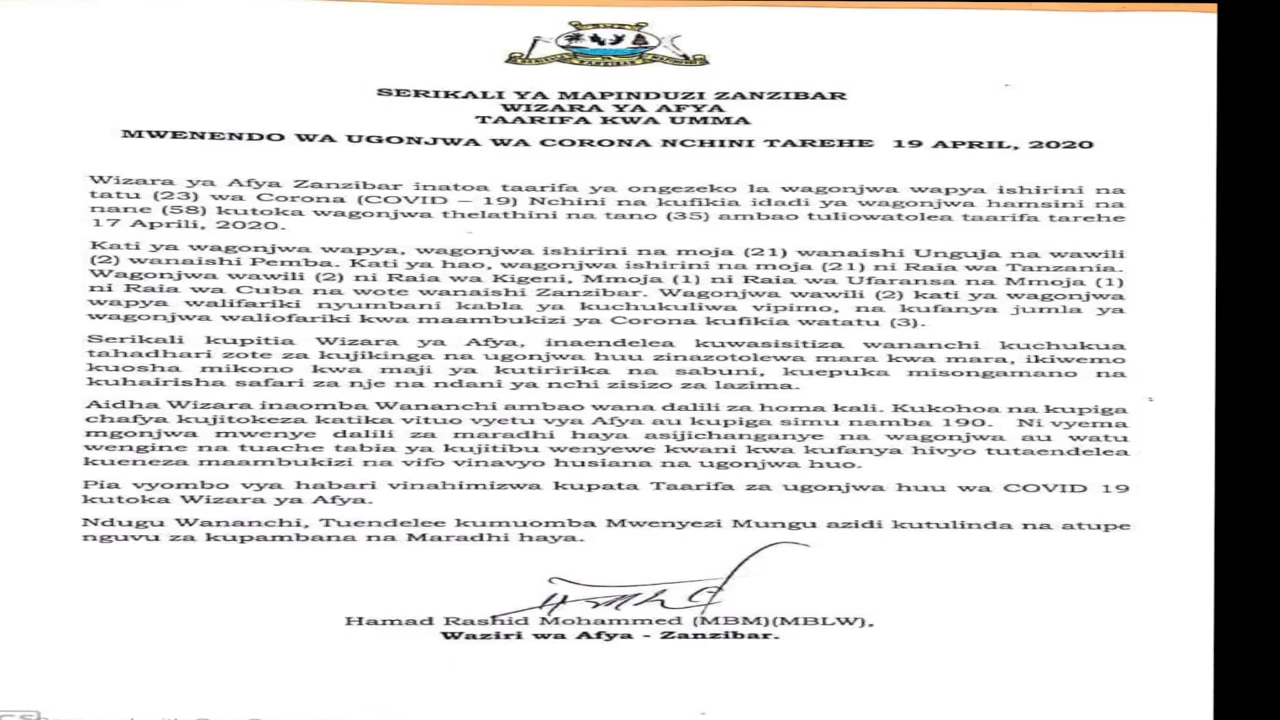 SERIKALI YA MAPINDUZI ZANZIBAR
WIZARA YA AFYA
TAARIFA KWA UMMA
MWENENDO WA UGONJWA WA CORONA NCHINI TAREHE 19 APRIL, 2020
Wizara ya Afya Zanzibar inatoa taarifa ya ongezeko la wagonjwa wapya ishirini na
tatu (23) wa Corona (COVID – 19) Nchini na kufikia idadi ya wagonjwa hamsini na
nane (58) kutoka wagonjwa thelathini na tano (35) ambao tuliowatolea taarifa tarehe
17 Aprili, 2020.
Kati ya wagonjwa wapya, wagonjwa ishirini na moja (21) wanaishi Unguja na wawili
(2) wanaishi Pemba. Kati ya hao, wagonjwa ishirini na moja (21) ni Raia wa Tanzania.
Wagonjwa wawili (2) ni Raia wa Kigeni, Mmoja (1) ni Raia wa Ufaransa na Mmoja (1)
ni Raia wa Cuba na wote wanaishi Zanzibar. Wagonjwa wawili (2) kati ya wagonjwa
wapya walifariki nyumbani kabla ya kuchukuliwa vipimo, na kufanya jumla ya
wagonjwa waliofariki kwa maambukizi ya Corona kufikia watatu (3).
Serikali kupitia Wizara ya Afya, inaendelea kuwasisitiza wananchi kuchukua
tahadhari zote za kujikinga na ugonjwa huu zinazotolewa mara kwa mara, ikiwemo
kuosha mikono kwa maji ya kutiririka na sabuni, kuepuka misongamano na
kuhairisha safari za nje na ndani ya nchi zisizo za lazima.
Aidha Wizara inaomba Wananchi ambao wana dalili za homa kali. Kukohoa na kupiga
chafya kujitokeza katika vituo vyetu vya Afya au kupiga simu namba 190. Ni vyema
mgonjwa mwenye dalili za maradhi haya asijichanganye na wagonjwa au watu
wengine na tuache tabia ya kujitibu wenyewe kwani kwa kufanya hivyo tutaendelea
kueneza maambukizi na vifo vinavyo husiana na ugonjwa huo.
Pia vyombo vya habari vinahimizwa kupata Taarifa za ugonjwa huu wa COVID 19
kutoka Wizara ya Afya.
Ndugu Wananchi, Tuendelee kumuomba Mwenyezi Mungu azidi kutulinda na atupe
nguvu za kupambana na Maradhi haya.
Hamad Rashid Mohammed (MBM)(MBLW),
Waziri wa Afya - Zanzibar.